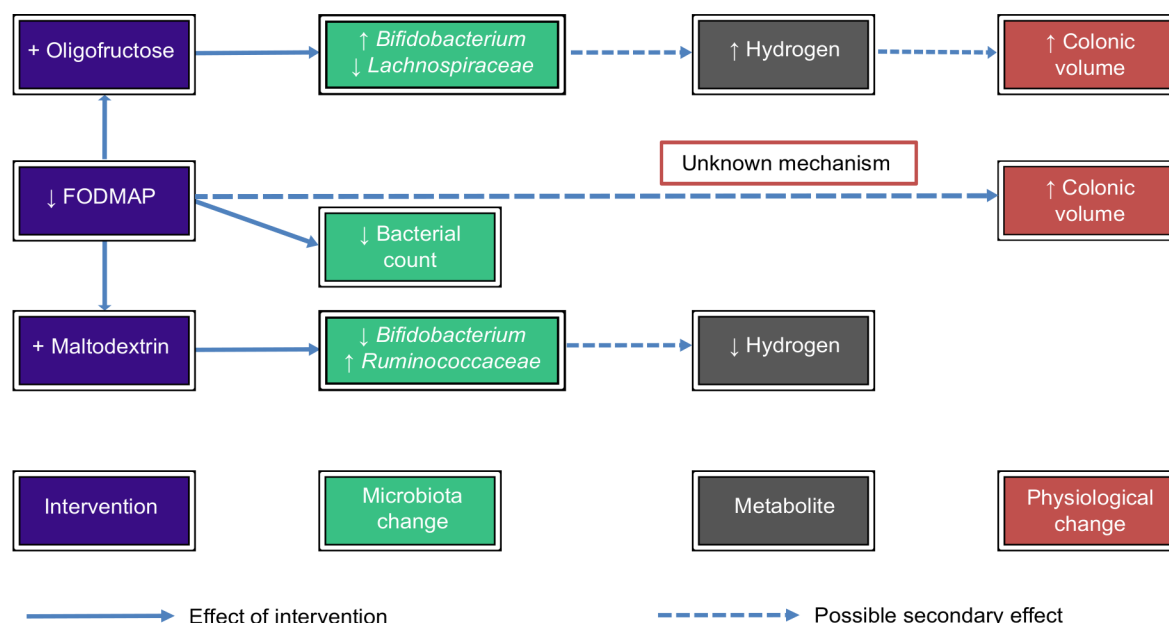 + Oligofructose
↑ Bifidobacterium
↓ Lachnospiraceae
↑ Hydrogen
↑ Colonic
volume
Unknown mechanism
↓ FODMAP
↑ Colonic
volume
↓ Bacterial
count
+ Maltodextrin
↓ Bifidobacterium
↑ Ruminococcaceae
↓ Hydrogen
Intervention
Microbiota
change
Metabolite
Physiological
change
Effect of intervention
Possible secondary effect